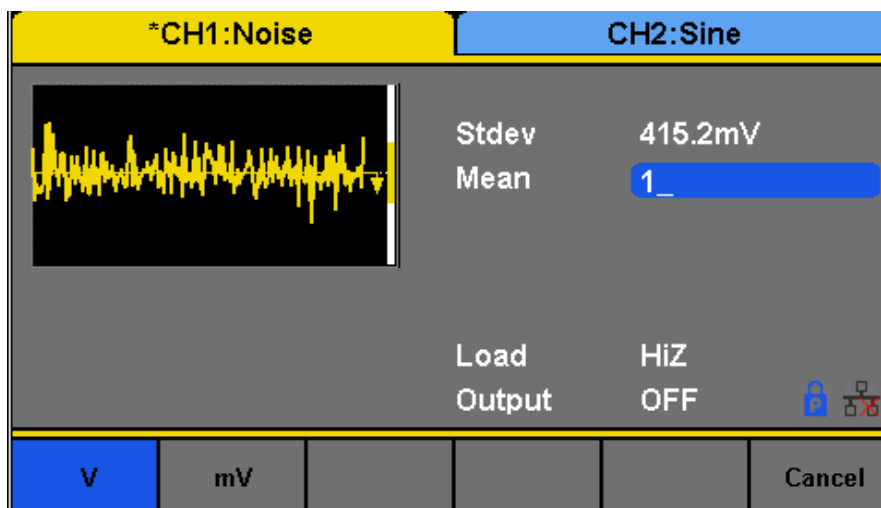 *CH1:Noise CH2:Sine
Stdev 415.2mV
Mean 1_
Load HiZ
Output OFF
P
V mV Cancel